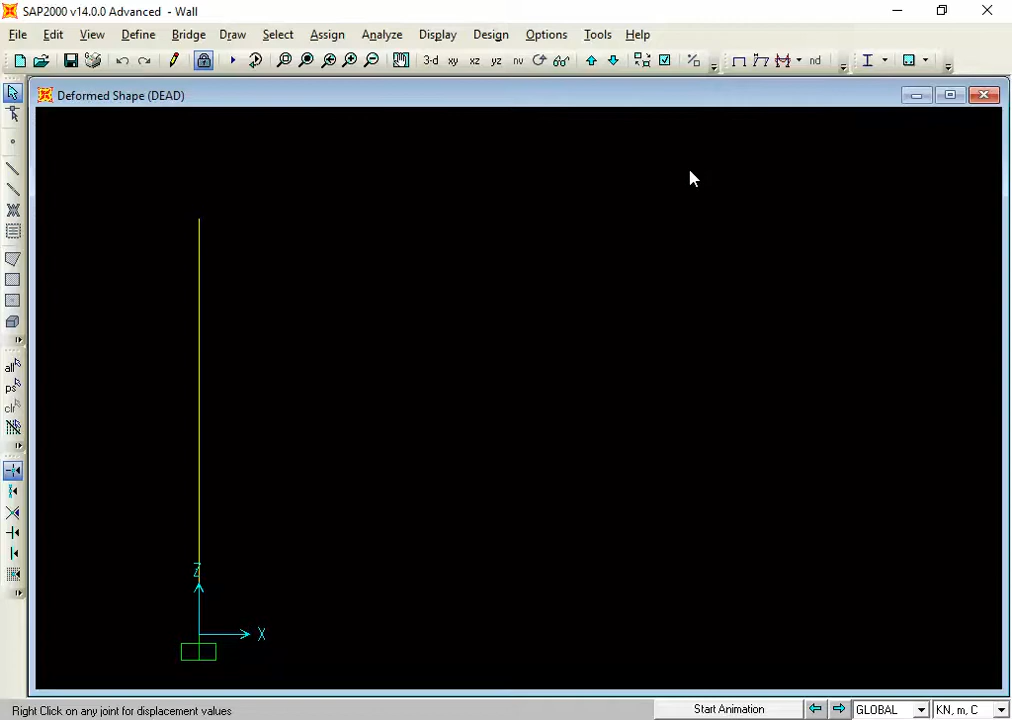 SAP2000 v14.0.0 Advanced - Wall
File Edit View Define Bridge Draw Select Assign Analyze Display Design Options Tools Help
3-d xy xz yz nv nd
Deformed Shape (DEAD)
all
ps
clr
Z
X
Right Click on any joint for displacement values
Start Animation
GLOBAL
KN, m, C